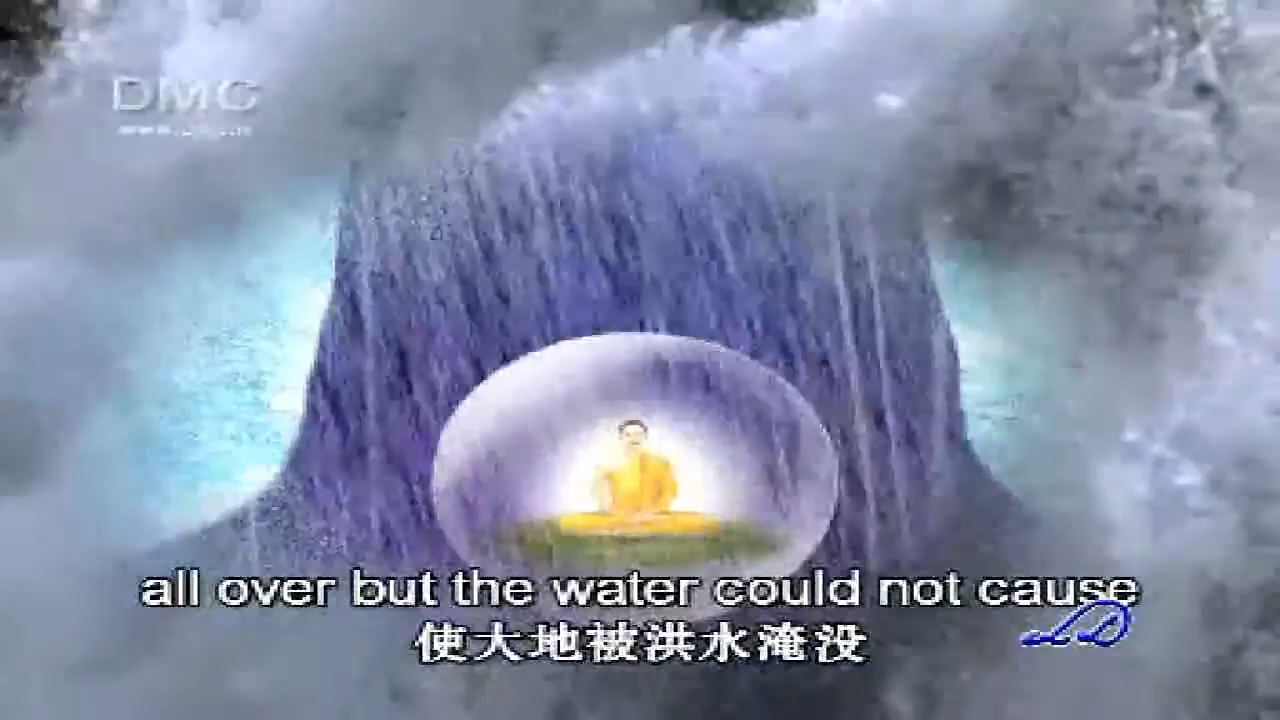 DMC
all over but the water could not cause
使大地被洪水淹没